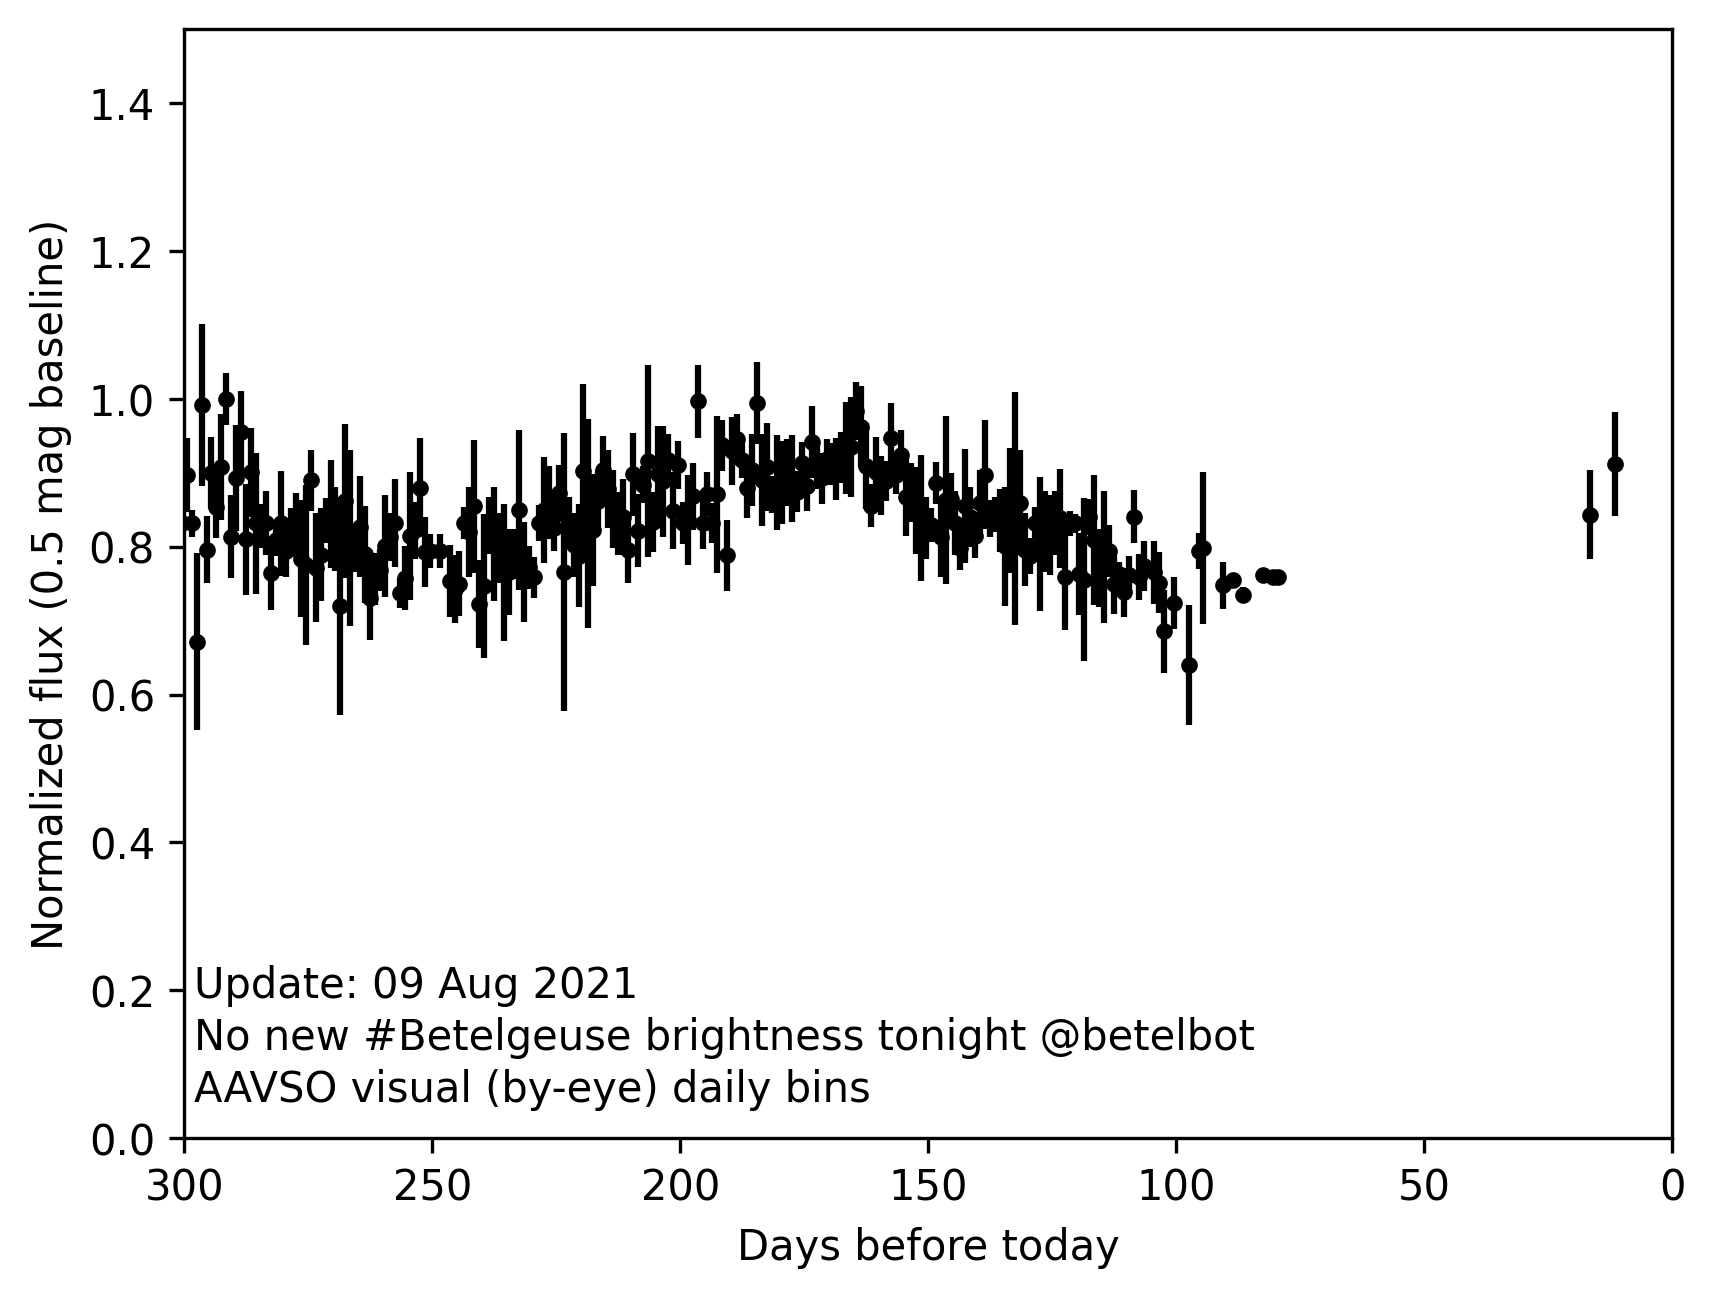 1.4
1.2
1.0
0.8
0.6
0.4
0.2
0.0
Normalized flux (0.5 mag baseline)
Update: 09 Aug 2021
No new #Betelgeuse brightness tonight @betelbot
AAVSO visual (by-eye) daily bins
300 250 200 150 100 50 0
Days before today